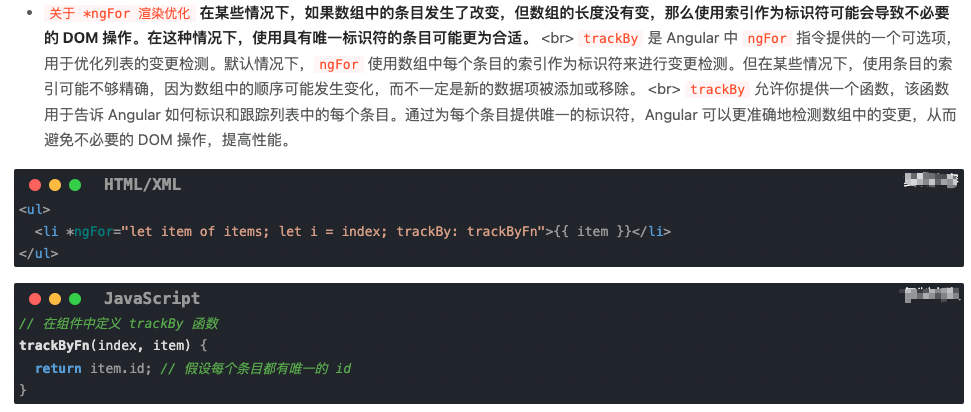 关于 *ngFor 渲染优化 在某些情况下，如果数组中的条目发生了改变，但数组的长度没有变，那么使用索引作为标识符可能会导致不必要
的 DOM 操作。在这种情况下，使用具有唯一标识符的条目可能更为合适。 <br> trackBy 是 Angular 中 ngFor 指令提供的一个可选项，
用于优化列表的变更检测。默认情况下， ngFor 使用数组中每个条目的索引作为标识符来进行变更检测。但在某些情况下，使用条目的索
引可能不够精确，因为数组中的顺序可能发生变化，而不一定是新的数据项被添加或移除。 <br> trackBy 允许你提供一个函数，该函数
用于告诉 Angular 如何标识和跟踪列表中的每个条目。通过为每个条目提供唯一的标识符，Angular 可以更准确地检测数组中的变更，从而
避免不必要的 DOM 操作，提高性能。
HTML/XML
<ul>
  <li *ngFor="let item of items; let i = index; trackBy: trackByFn">{{ item }}</li>
</ul>
JavaScript
// 在组件中定义 trackBy 函数
trackByFn(index, item) {
  return item.id; // 假设每个条目都有唯一的 id
}